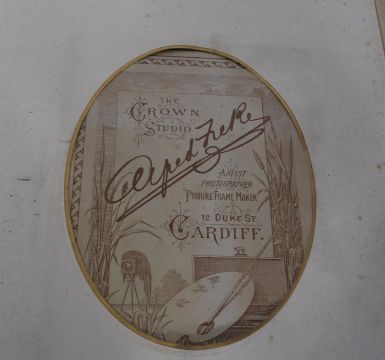 THE
CROWN
STUDIO
Alfred Freke
ARTIST
PHOTOGRAPHER
PICTURE FRAME MAKER
12 DUKE ST.
CARDIFF.